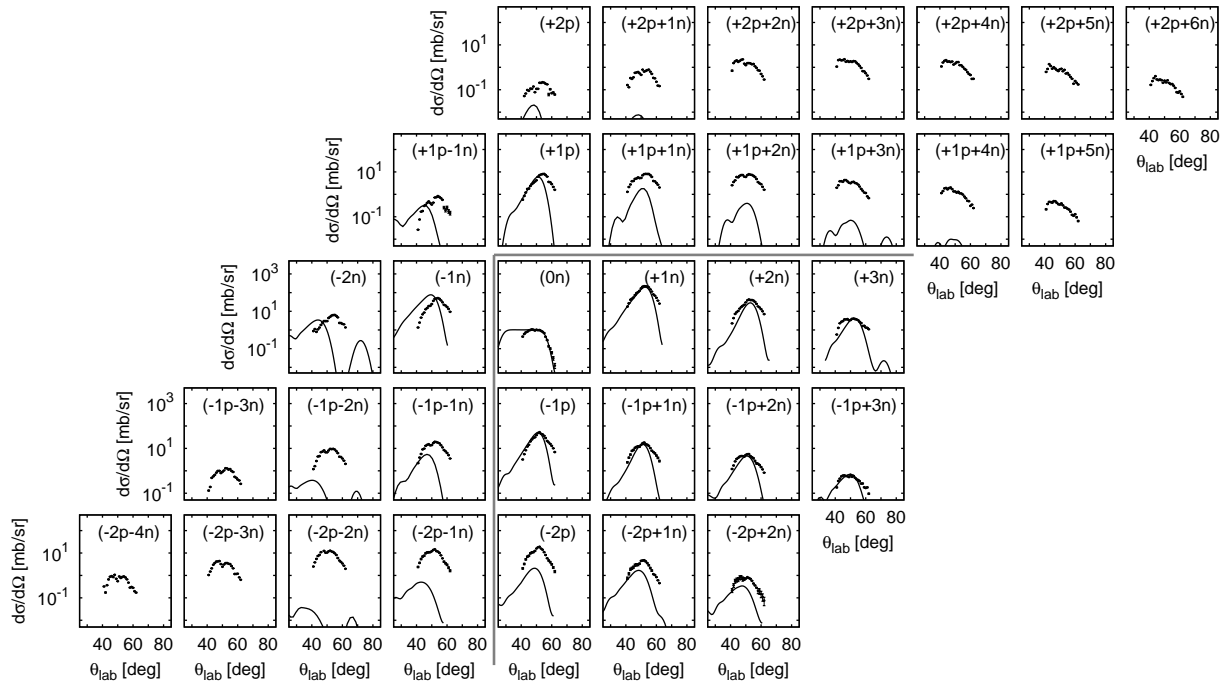 dσ/dΩ [mb/sr] 10¹ 10⁻¹ (+2p) (+2p+1n) (+2p+2n) (+2p+3n) (+2p+4n) (+2p+5n) (+2p+6n)
40 60 80
θlab [deg]
dσ/dΩ [mb/sr] 10¹ 10⁻¹ (+1p-1n) (+1p) (+1p+1n) (+1p+2n) (+1p+3n) (+1p+4n) (+1p+5n)
40 60 80 40 60 80
θlab [deg] θlab [deg]
dσ/dΩ [mb/sr] 10³ 10¹ 10⁻¹ (-2n) (-1n) (0n) (+1n) (+2n) (+3n)
dσ/dΩ [mb/sr] 10³ 10¹ 10⁻¹ (-1p-3n) (-1p-2n) (-1p-1n) (-1p) (-1p+1n) (-1p+2n) (-1p+3n)
40 60 80
θlab [deg]
dσ/dΩ [mb/sr] 10¹ 10⁻¹ (-2p-4n) (-2p-3n) (-2p-2n) (-2p-1n) (-2p) (-2p+1n) (-2p+2n)
40 60 80 40 60 80 40 60 80 40 60 80 40 60 80 40 60 80 40 60 80
θlab [deg] θlab [deg] θlab [deg] θlab [deg] θlab [deg] θlab [deg] θlab [deg]